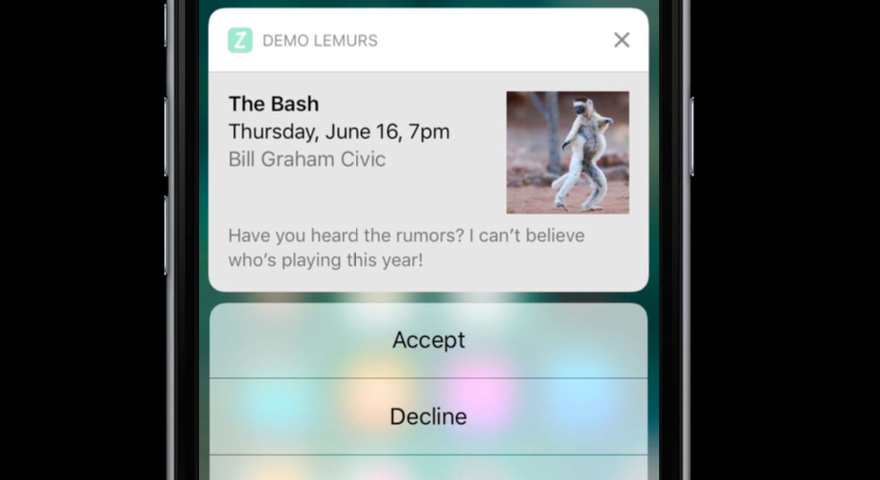 Z DEMO LEMURS
The Bash
Thursday, June 16, 7pm
Bill Graham Civic
Have you heard the rumors? I can’t believe
who’s playing this year!
Accept
Decline